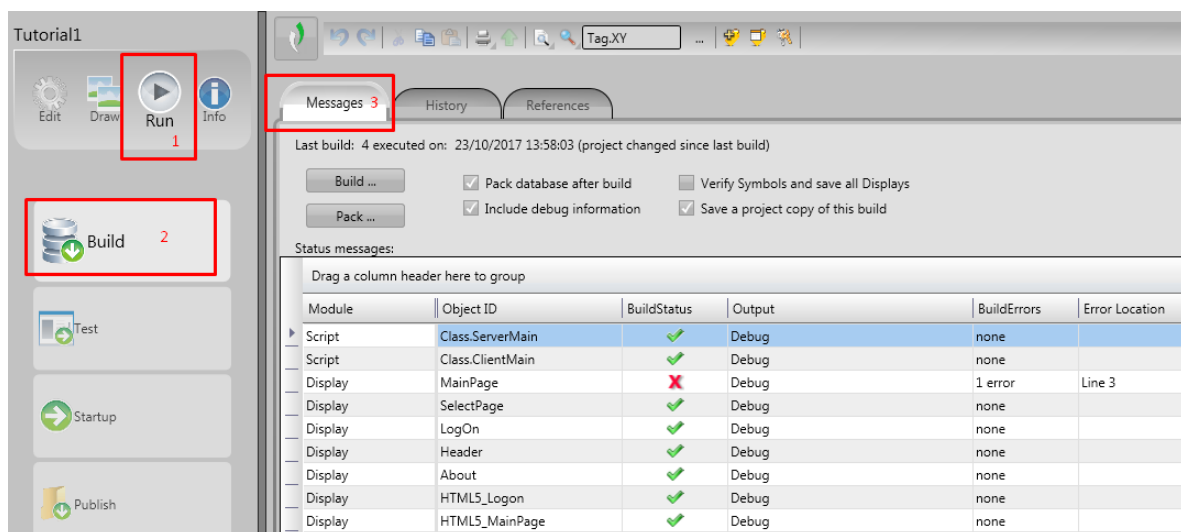 Tutorial1
Edit
Draw
Run
Info
1
Build
2
Test
Startup
Publish
Tag.XY
...
Messages 3
History
References
Last build: 4 executed on: 23/10/2017 13:58:03 (project changed since last build)
Build ...
Pack database after build
Verify Symbols and save all Displays
Pack ...
Include debug information
Save a project copy of this build
Status messages:
Drag a column header here to group
Module Object ID BuildStatus Output BuildErrors Error Location
Script Class.ServerMain Debug none
Script Class.ClientMain Debug none
Display MainPage Debug 1 error Line 3
Display SelectPage Debug none
Display LogOn Debug none
Display Header Debug none
Display About Debug none
Display HTML5_Logon Debug none
Display HTML5_MainPage Debug none